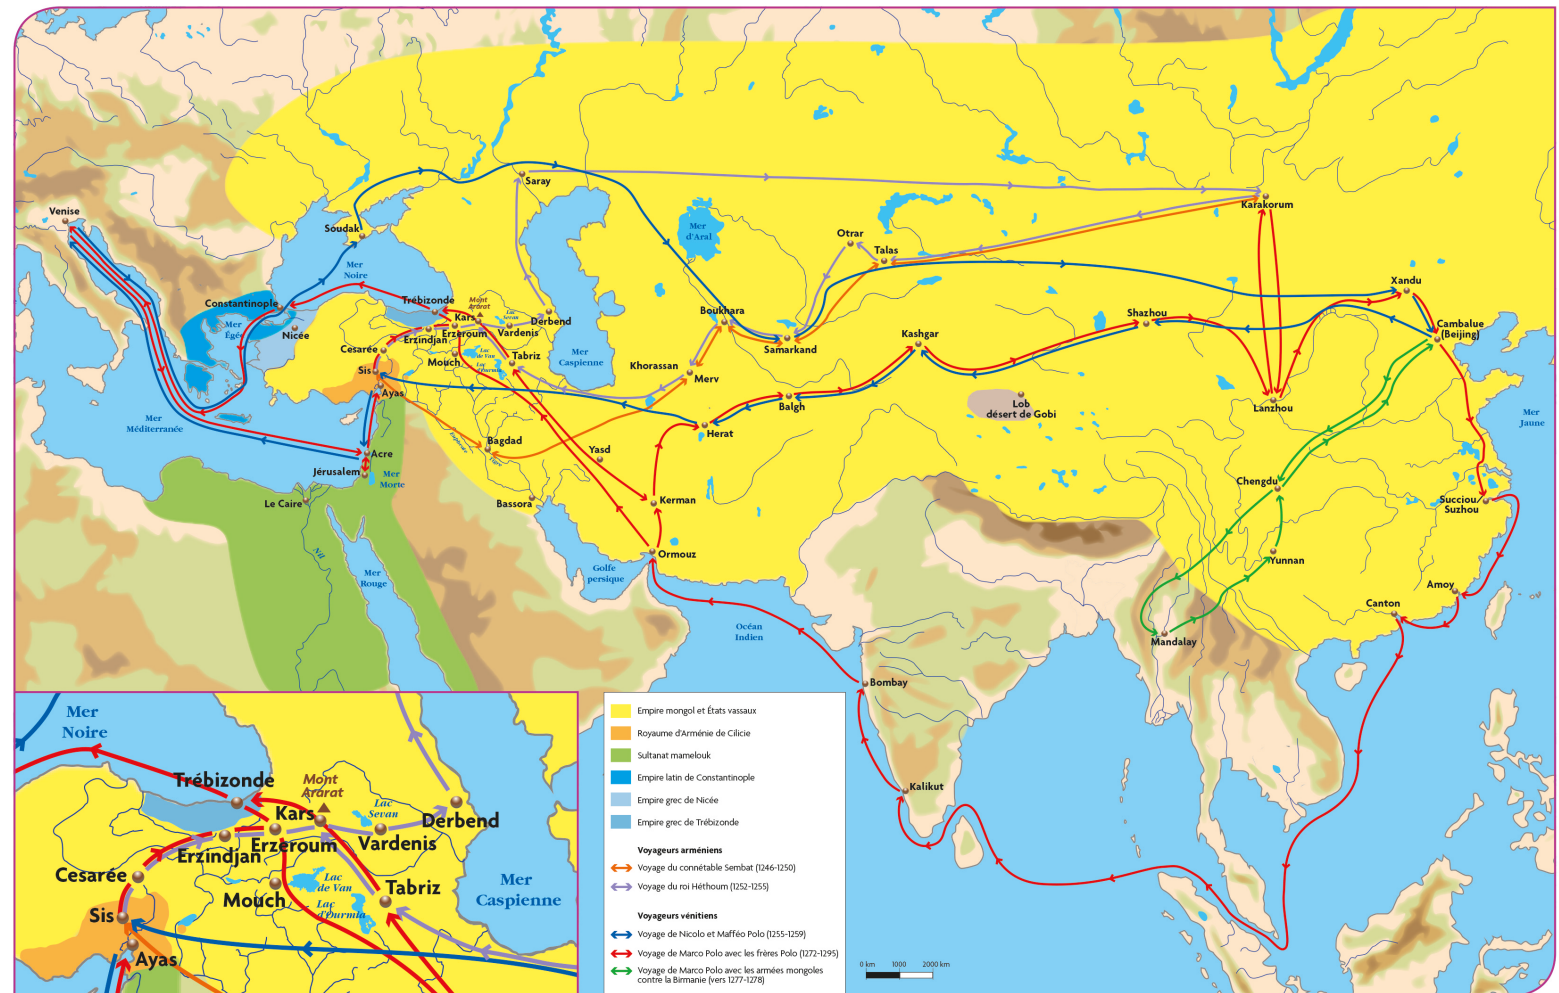 Venise
Constantinople
Mer
Égée
Nicée
Mer
Noire
Soudak
Saray
Trébizonde
Mont
Ararat
Kars
Erzeroum
Erzindjan
Lac
Sevan
Vardenis
Derbend
Cesarée
Mouch
Lac
de Van
Lac
d'Ourmia
Tabriz
Sis
Ayas
Mer
Caspienne
Mer
d'Aral
Otrar
Talas
Karakorum
Boukhara
Samarkand
Khorassan
Merv
Kashgar
Balgh
Herat
Shazhou
Xandu
Cambalue
(Beijing)
Lanzhou
Lob
désert de Gobi
Mer
Jaune
Mer
Méditerranée
Acre
Jérusalem
Mer
Morte
Le Caire
Nil
Mer
Rouge
Bagdad
Bassora
Yasd
Kerman
Ormouz
Golfe
persique
Océan
Indien
Chengdu
Succiou/
Suzhou
Yunnan
Amoy
Canton
Mandalay
Bombay
Kalikut
Mer
Noire
Trébizonde
Mont
Ararat
Kars
Lac
Sevan
Derbend
Vardenis
Erzeroum
Erzindjan
Cesarée
Mouch
Lac
de Van
Lac
d'Ourmia
Tabriz
Mer
Caspienne
Sis
Ayas
Empire mongol et États vassaux
Royaume d'Arménie de Cilicie
Sultanat mamelouk
Empire latin de Constantinople
Empire grec de Nicée
Empire grec de Trébizonde
Voyageurs arméniens
Voyage du connétable Sembat (1246-1250)
Voyage du roi Héthoum (1252-1255)
Voyageurs vénitiens
Voyage de Nicolo et Mafféo Polo (1255-1259)
Voyage de Marco Polo avec les frères Polo (1272-1295)
Voyage de Marco Polo avec les armées mongoles
contre la Birmanie (vers 1277-1278)
0 km 1000 2000 km